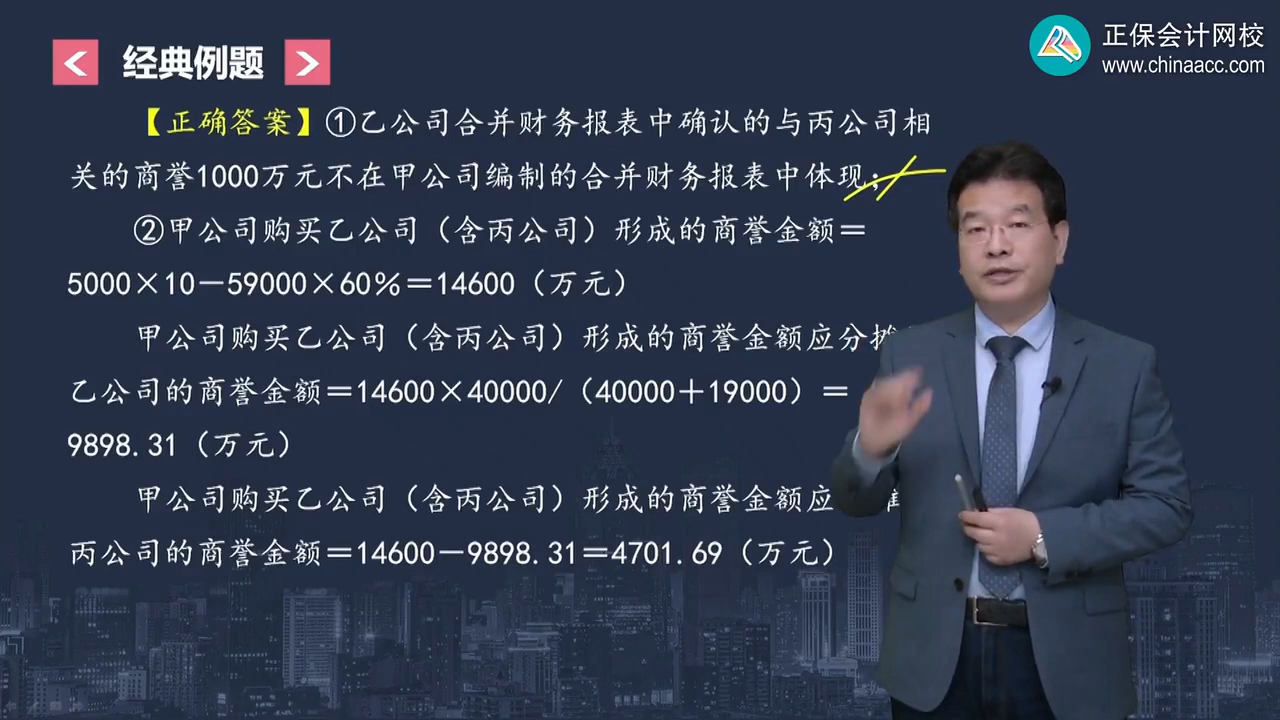 正保会计网校
www.chinaacc.com
经典例题
【正确答案】①乙公司合并财务报表中确认的与丙公司相
关的商誉1000万元不在甲公司编制的合并财务报表中体现；
②甲公司购买乙公司（含丙公司）形成的商誉金额＝
5000×10－59000×60％＝14600（万元）
甲公司购买乙公司（含丙公司）形成的商誉金额应分摊
乙公司的商誉金额＝14600×40000/（40000＋19000）＝
9898.31（万元）
甲公司购买乙公司（含丙公司）形成的商誉金额应
丙公司的商誉金额＝14600－9898.31＝4701.69（万元）